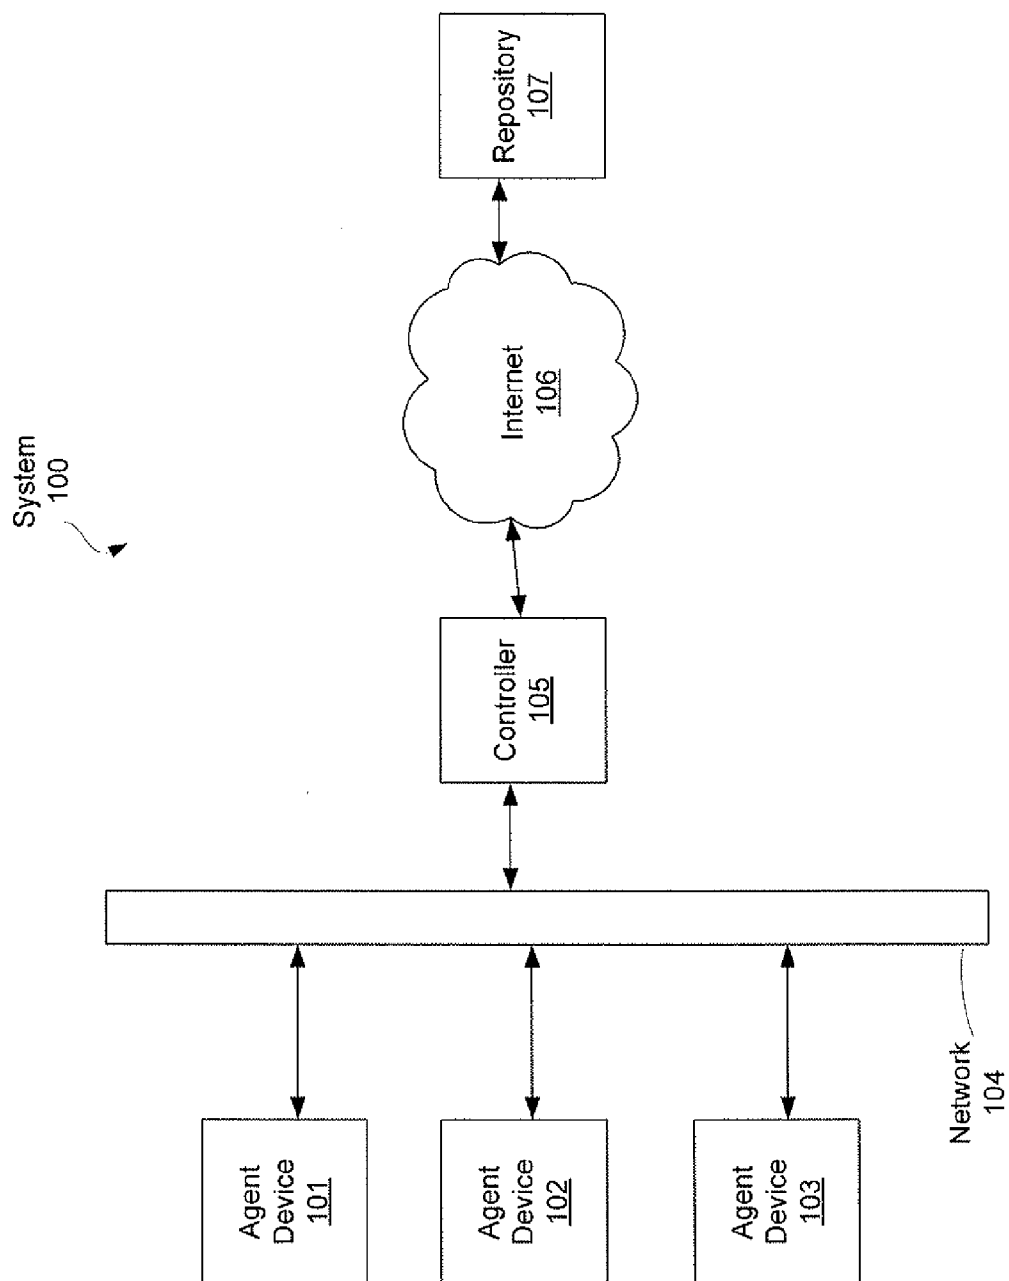 System
100
Agent
Device
101
Agent
Device
102
Agent
Device
103
Network
104
Controller
105
Internet
106
Repository
107